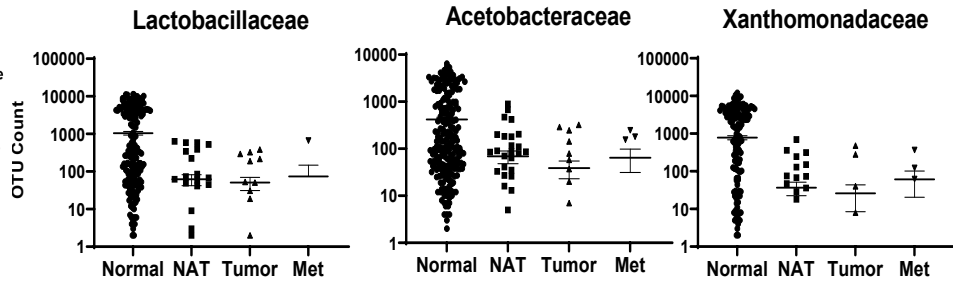 Lactobacillaceae
Acetobacteraceae
Xanthomonadaceae
e
OTU Count
100000
10000
1000
100
10
1
Normal NAT Tumor Met
10000
1000
100
10
1
Normal NAT Tumor Met
100000
10000
1000
100
10
1
Normal NAT Tumor Met